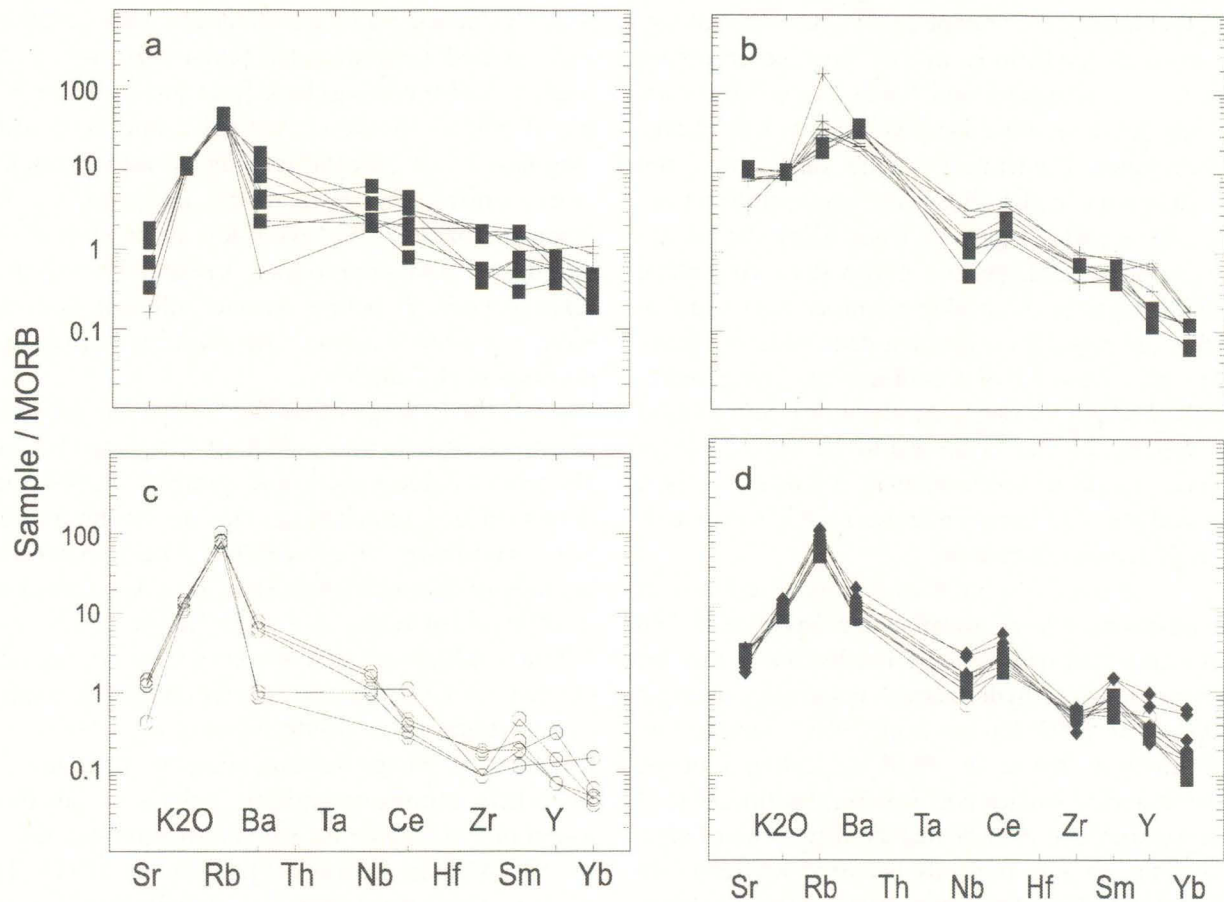 a
b
100
10
1
0.1
Sample / MORB
c
d
100
10
1
0.1
K2O Ba Ta Ce Zr Y
Sr Rb Th Nb Hf Sm Yb
K2O Ba Ta Ce Zr Y
Sr Rb Th Nb Hf Sm Yb